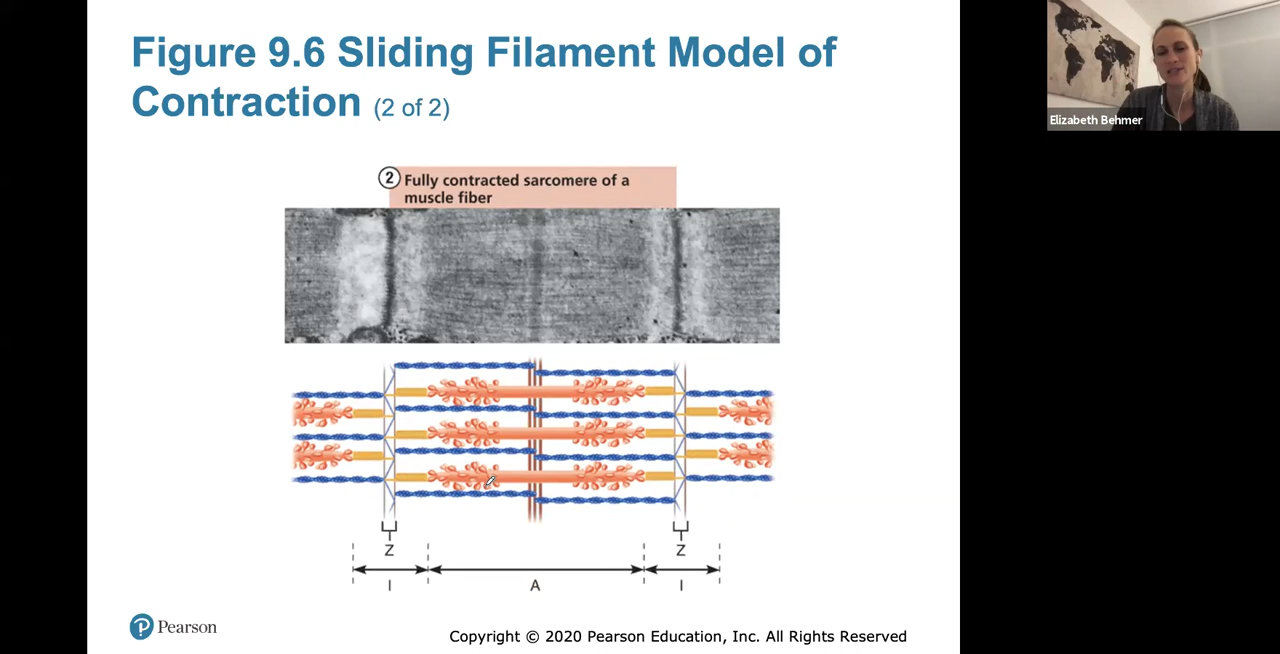 Figure 9.6 Sliding Filament Model of
Contraction (2 of 2)
Elizabeth Behmer
2 Fully contracted sarcomere of a
muscle fiber
Z Z
I A I
P Pearson
Copyright © 2020 Pearson Education, Inc. All Rights Reserved